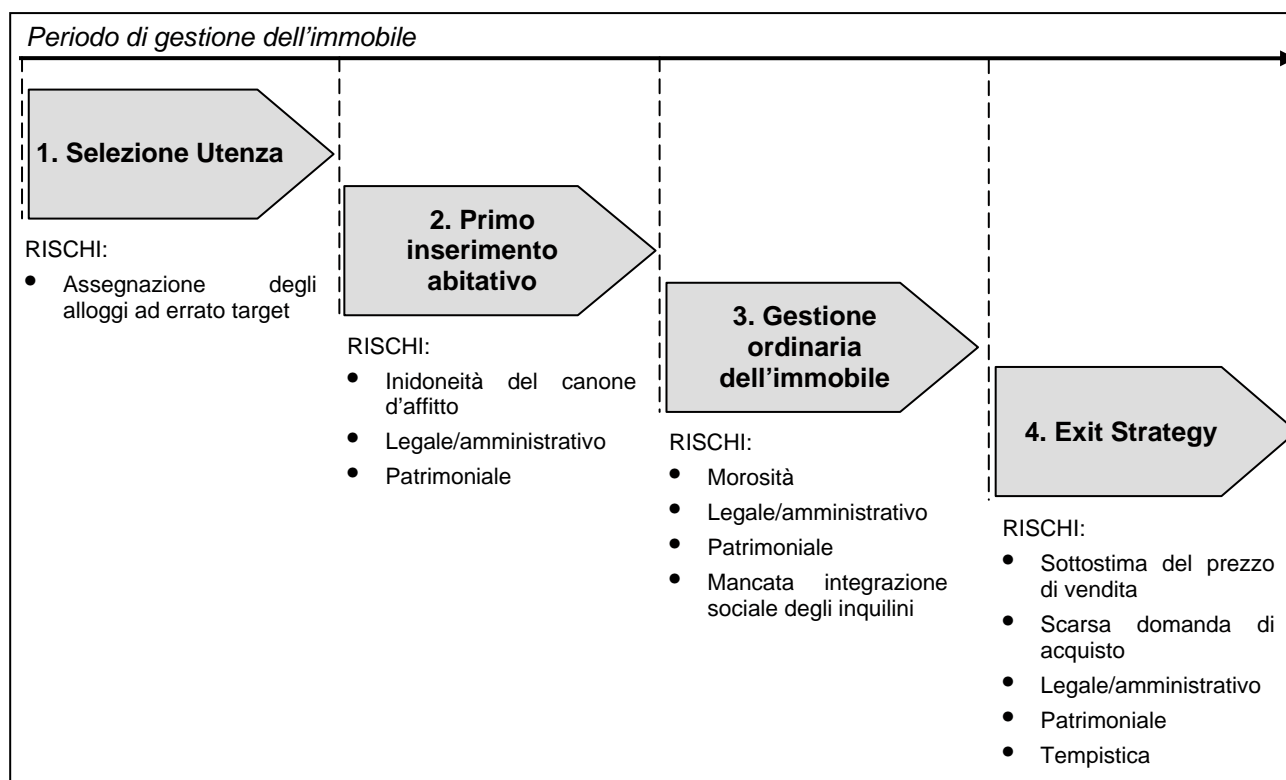 Periodo di gestione dell’immobile
1. Selezione Utenza
RISCHI:
• Assegnazione degli
alloggi ad errato target
2. Primo
inserimento
abitativo
RISCHI:
• Inidoneità del canone
d’affitto
• Legale/amministrativo
• Patrimoniale
3. Gestione
ordinaria
dell’immobile
RISCHI:
• Morosità
• Legale/amministrativo
• Patrimoniale
• Mancata integrazione
sociale degli inquilini
4. Exit Strategy
RISCHI:
• Sottostima del prezzo
di vendita
• Scarsa domanda di
acquisto
• Legale/amministrativo
• Patrimoniale
• Tempistica